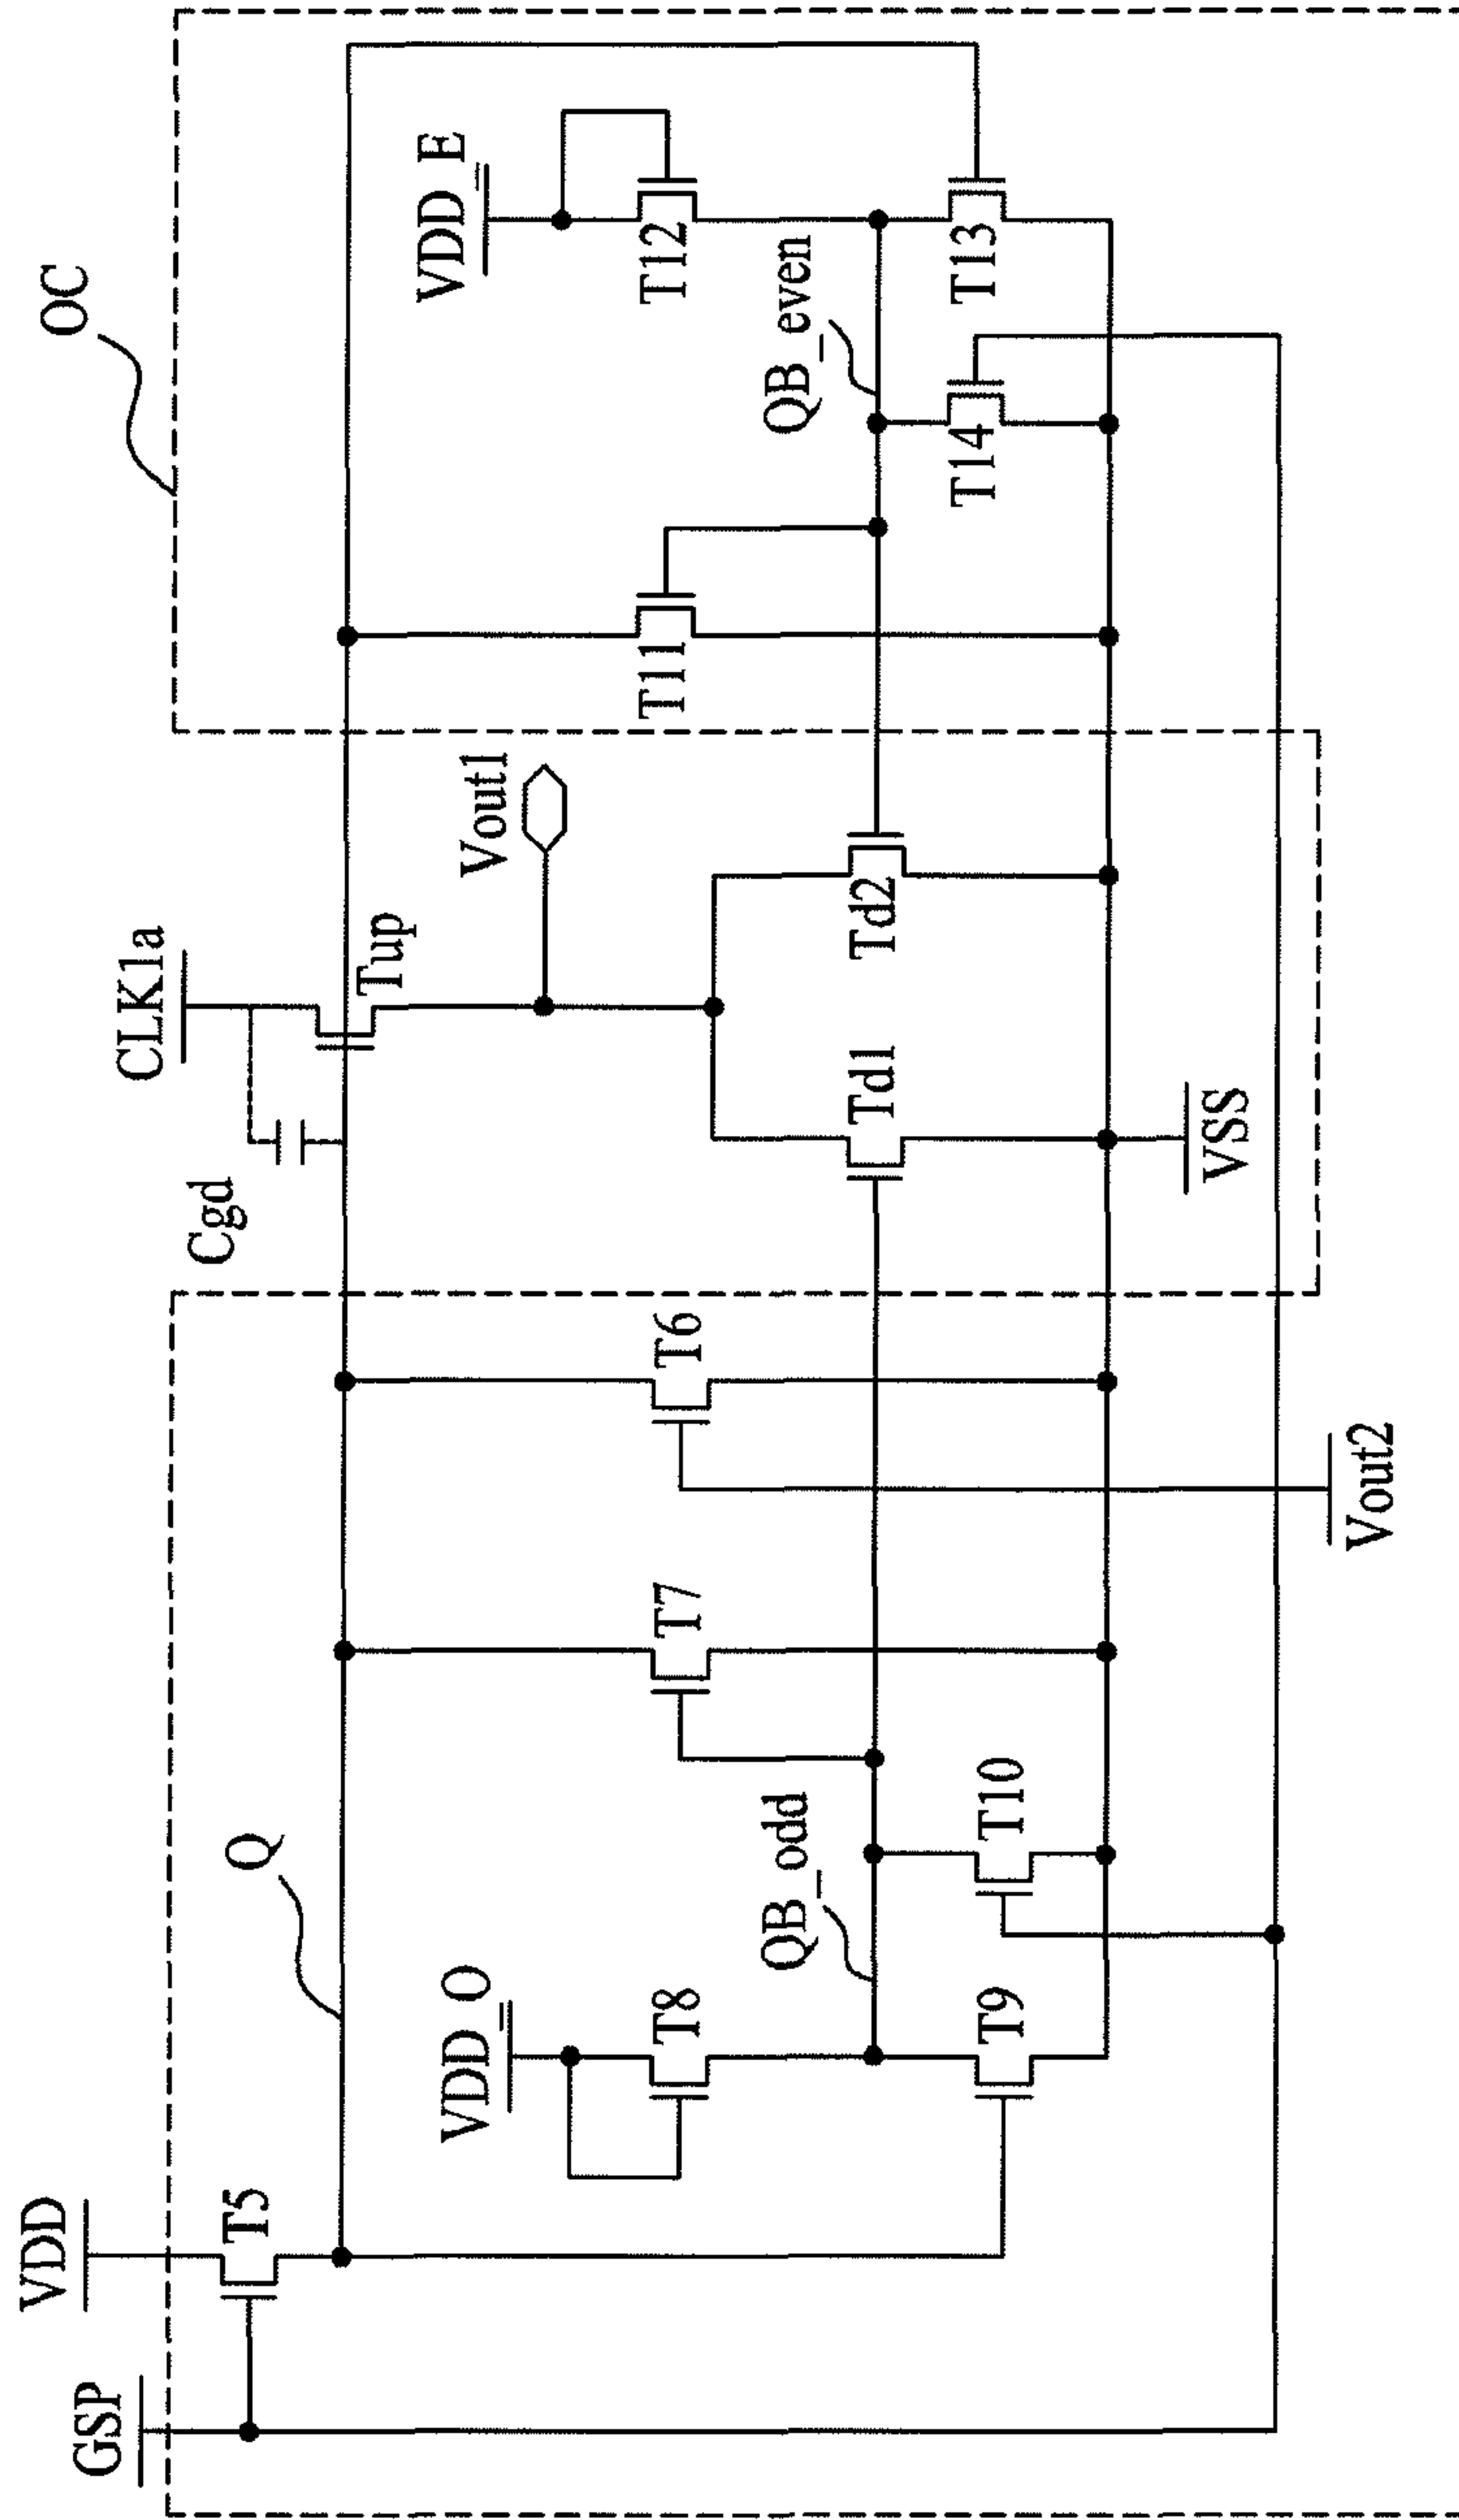 OC
VDD_E
T12
QB_even
T13
T14
T11
CLK1a
Tup
Vout1
Td2
Cgd
Td1
VSS
T6
Vout2
T7
Q
QB_odd
T10
VDD_O
T8
T9
VDD
T5
GSP